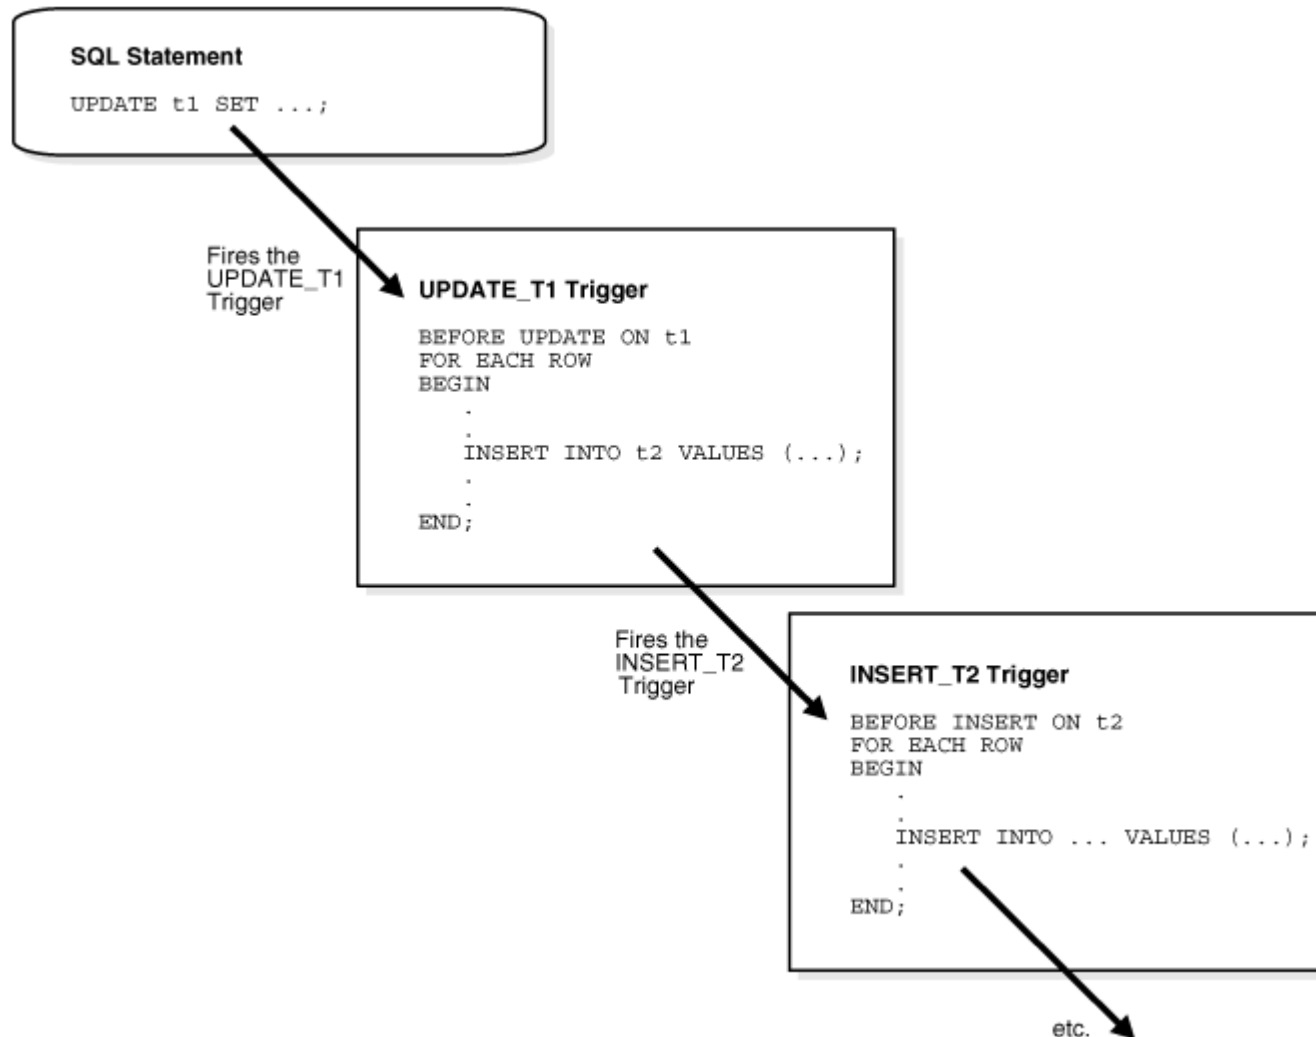 SQL Statement
UPDATE t1 SET ...;
Fires the
UPDATE_T1
Trigger
UPDATE_T1 Trigger
BEFORE UPDATE ON t1
FOR EACH ROW
BEGIN
.
.
INSERT INTO t2 VALUES (...);
.
.
END;
Fires the
INSERT_T2
Trigger
INSERT_T2 Trigger
BEFORE INSERT ON t2
FOR EACH ROW
BEGIN
.
.
INSERT INTO ... VALUES (...);
.
.
END;
etc.